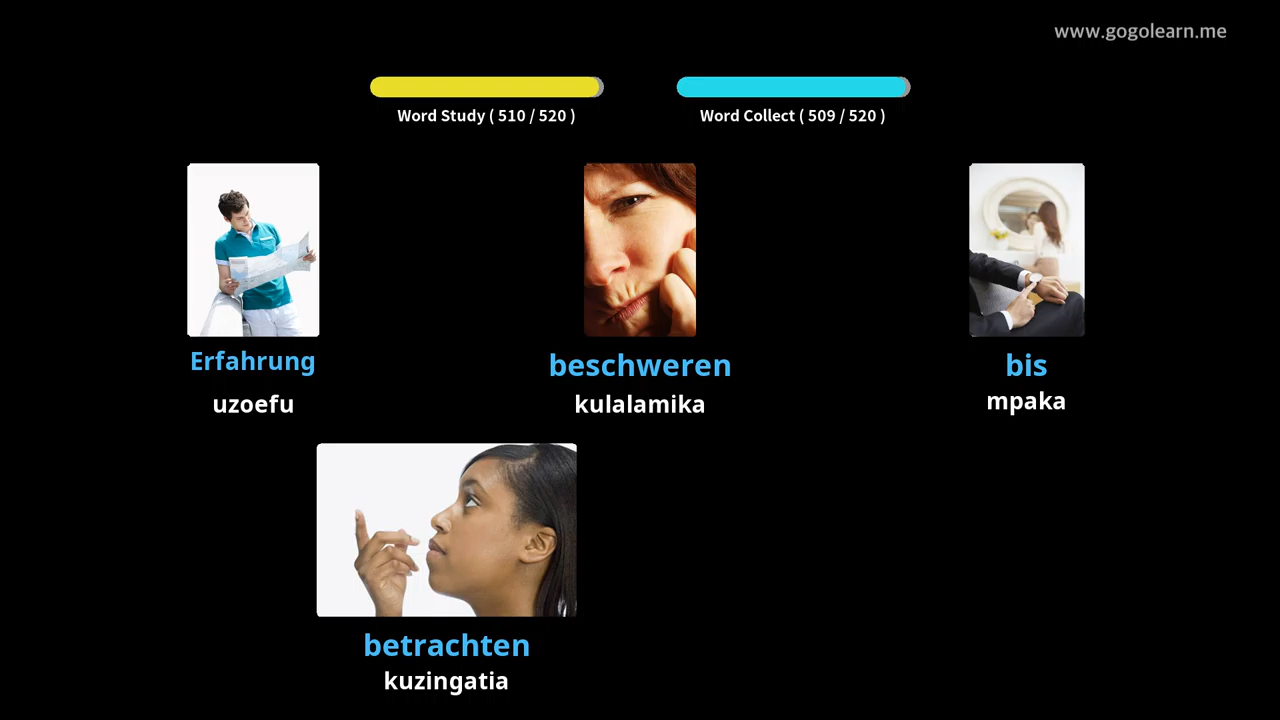 www.gogolearn.me
Word Study ( 510 / 520 )
Word Collect ( 509 / 520 )
Erfahrung
uzoefu
beschweren
kulalamika
bis
mpaka
betrachten
kuzingatia